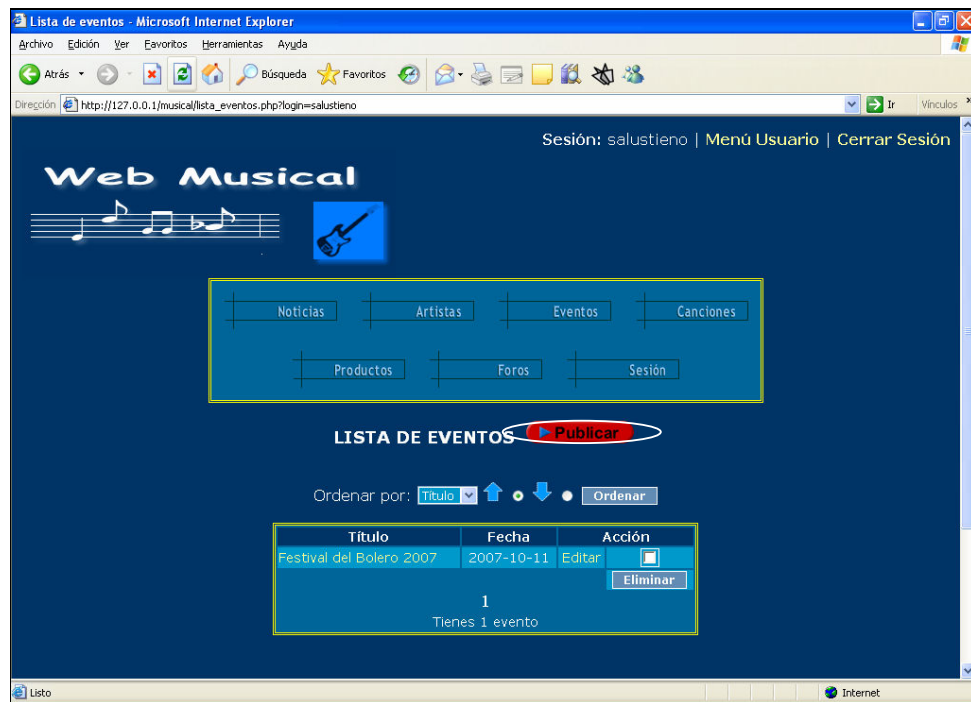 Lista de eventos - Microsoft Internet Explorer
Archivo Edición Ver Favoritos Herramientas Ayuda
Atrás Búsqueda Favoritos
Dirección http://127.0.0.1/musical/lista_eventos.php?login=salustieno Ir Vínculos »
Sesión: salustieno | Menú Usuario | Cerrar Sesión
Web Musical
Noticias Artistas Eventos Canciones
Productos Foros Sesión
LISTA DE EVENTOS Publicar
Ordenar por: Título Ordenar
Título Fecha Acción
Festival del Bolero 2007 2007-10-11 Editar
Eliminar
1
Tienes 1 evento
Listo Internet